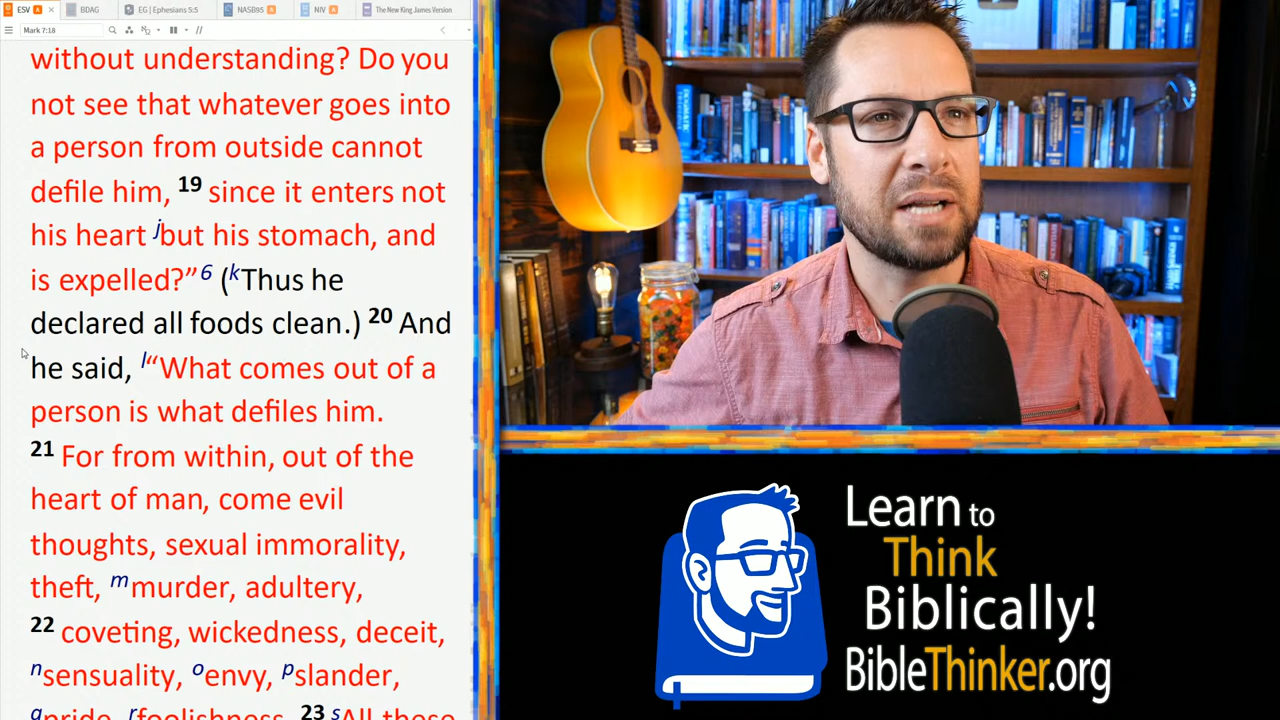 ESV A × BDAG EG | Ephesians 5:5 NASB95 A NIV A The New King James Version
Mark 7:18
without understanding? Do you
not see that whatever goes into
a person from outside cannot
defile him, 19 since it enters not
his heart j but his stomach, and
is expelled?” 6 (k Thus he
declared all foods clean.) 20 And
he said, l “What comes out of a
person is what defiles him.
21 For from within, out of the
heart of man, come evil
thoughts, sexual immorality,
theft, m murder, adultery,
22 coveting, wickedness, deceit,
n sensuality, o envy, p slander,
q pride, r foolishness. 23 s All these
Learn to
Think
Biblically!
BibleThinker.org